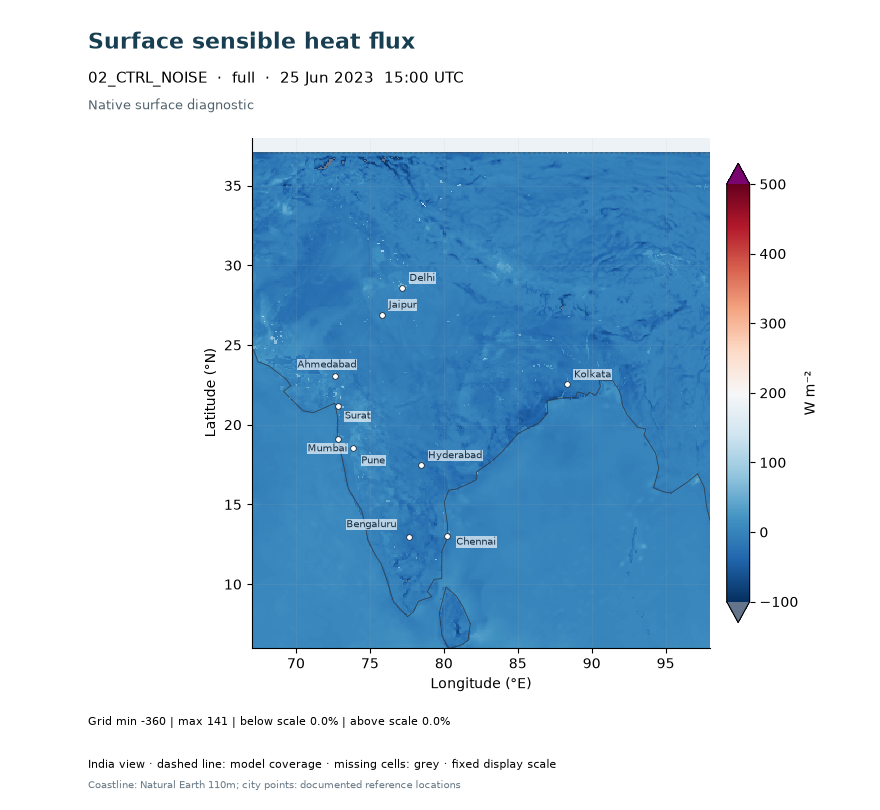 Surface sensible heat flux
02_CTRL_NOISE · full · 25 Jun 2023 15:00 UTC
Native surface diagnostic
35
30
25
20
15
10
Latitude (°N)
Delhi
Jaipur
Ahmedabad
Kolkata
Surat
Mumbai
Pune
Hyderabad
Bengaluru
Chennai
70 75 80 85 90 95
Longitude (°E)
500
400
300
200
100
0
−100
W m⁻²
Grid min -360 | max 141 | below scale 0.0% | above scale 0.0%
India view · dashed line: model coverage · missing cells: grey · fixed display scale
Coastline: Natural Earth 110m; city points: documented reference locations